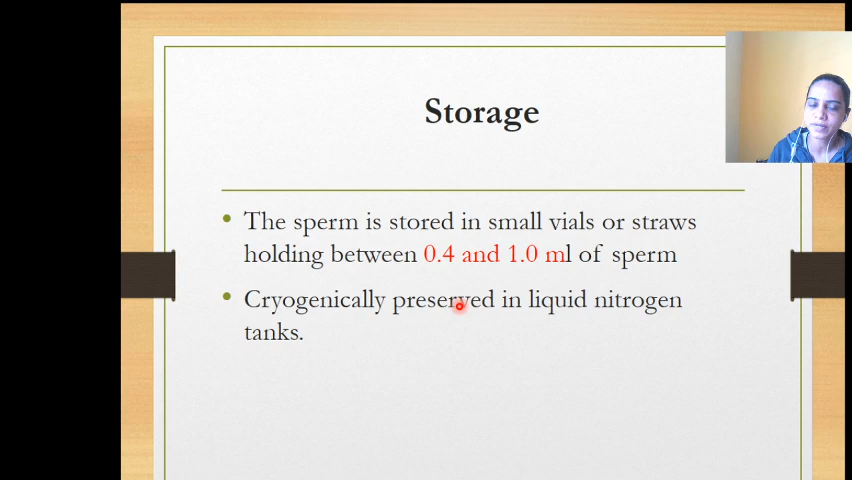 Storage
• The sperm is stored in small vials or straws
holding between 0.4 and 1.0 ml of sperm
• Cryogenically preserved in liquid nitrogen
tanks.